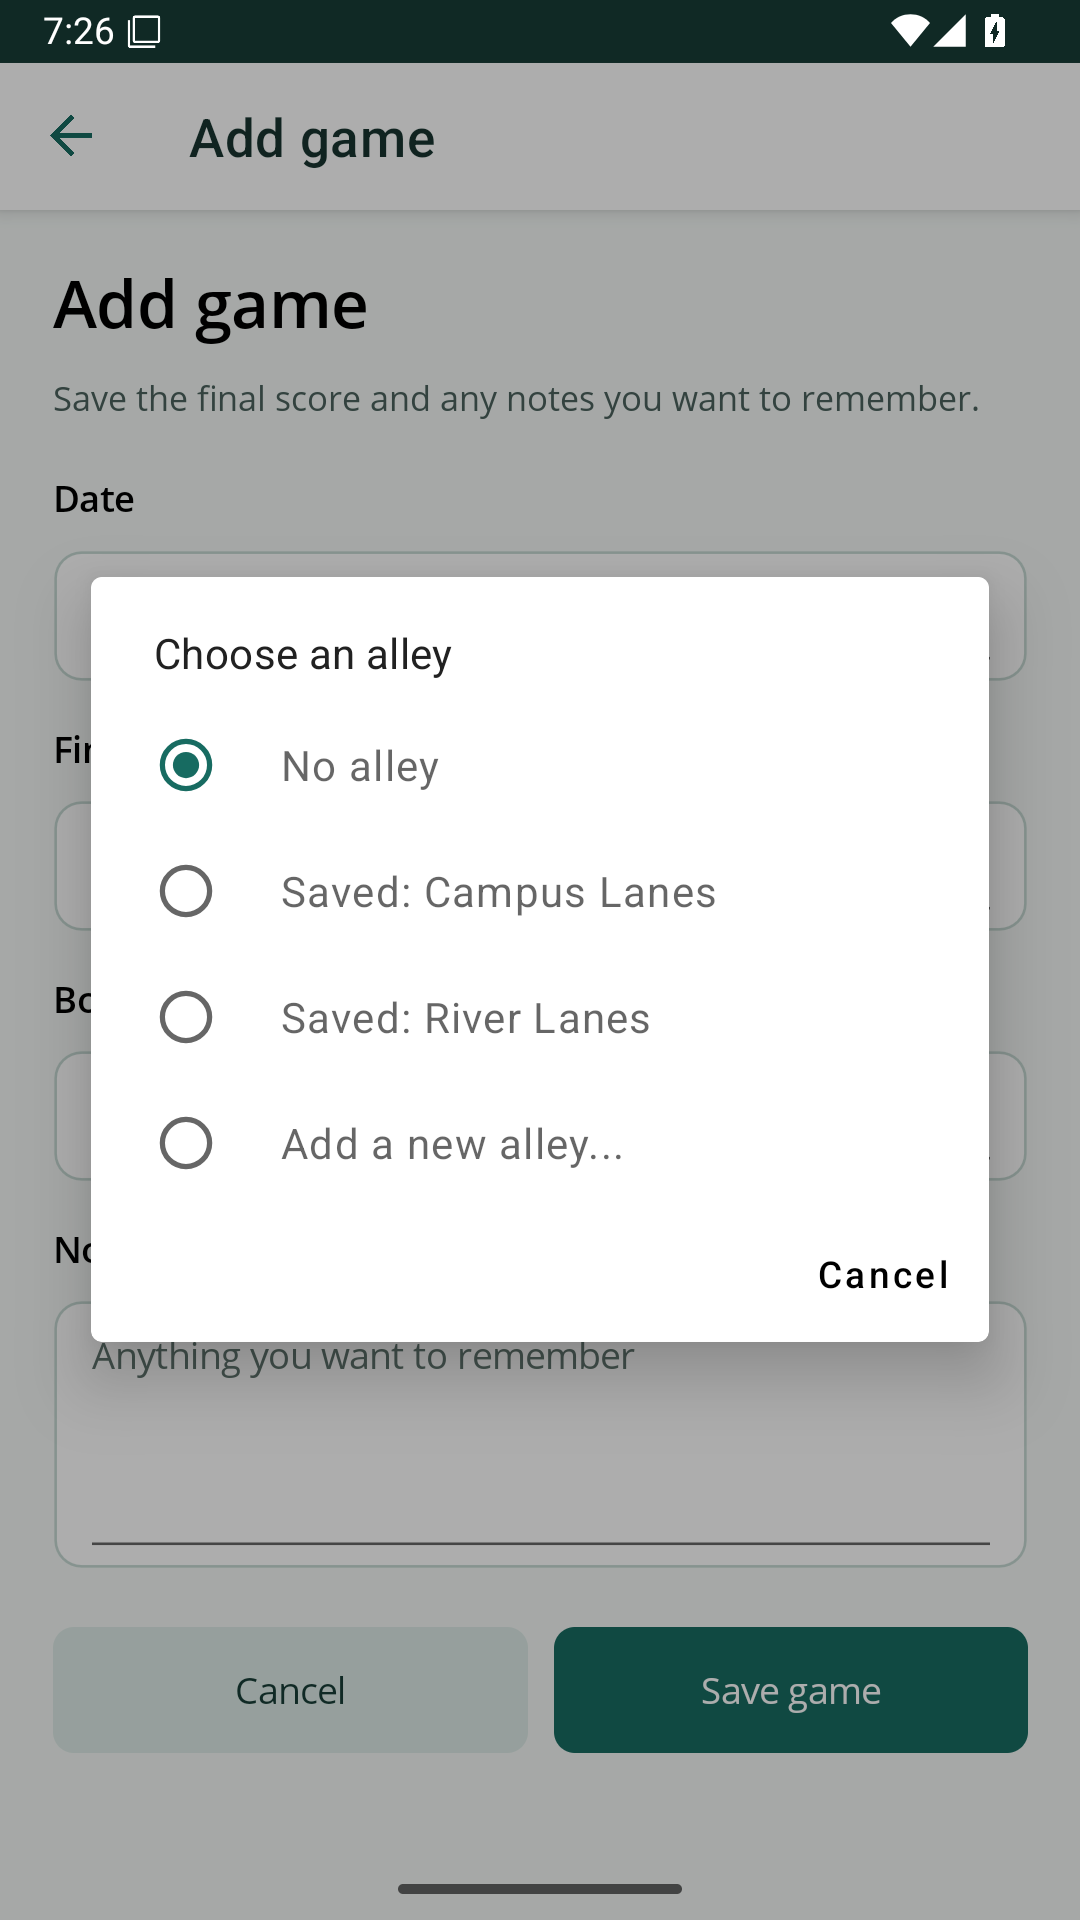 7:26
Add game
Add game
Save the final score and any notes you want to remember.
Date
Choose an alley
No alley
Saved: Campus Lanes
Saved: River Lanes
Add a new alley...
Cancel
Anything you want to remember
Cancel
Save game